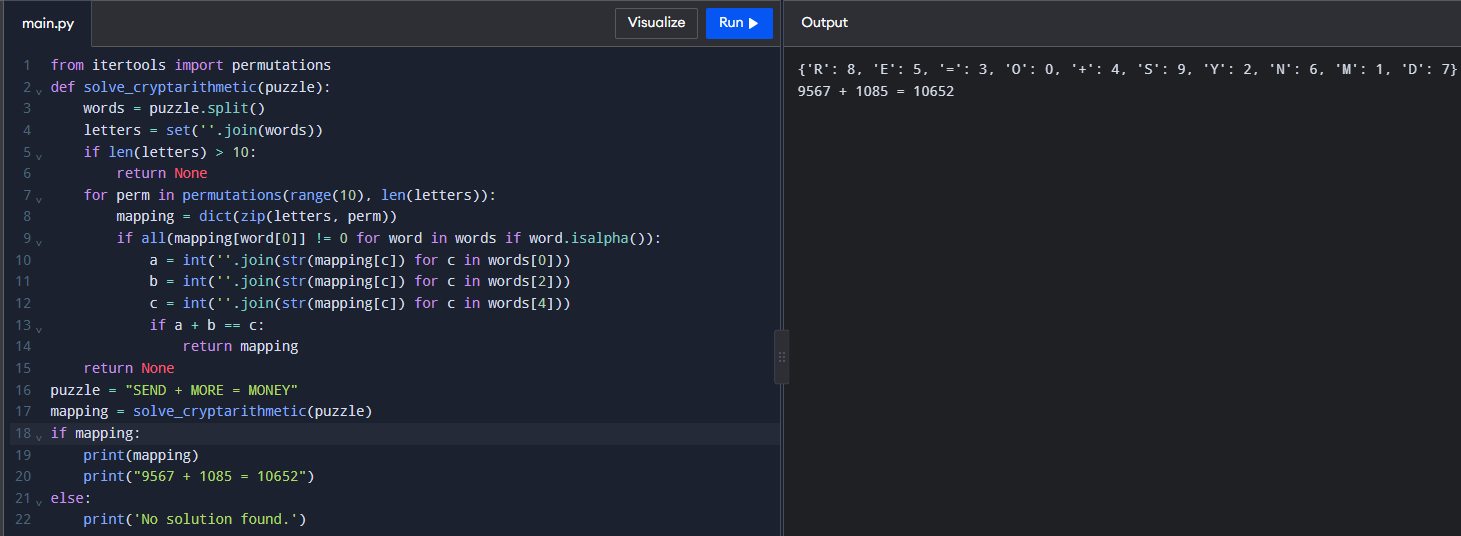 main.py
Visualize
Run
Output
1 from itertools import permutations
2 def solve_cryptarithmetic(puzzle):
3     words = puzzle.split()
4     letters = set(''.join(words))
5     if len(letters) > 10:
6         return None
7     for perm in permutations(range(10), len(letters)):
8         mapping = dict(zip(letters, perm))
9         if all(mapping[word[0]] != 0 for word in words if word.isalpha()):
10             a = int(''.join(str(mapping[c]) for c in words[0]))
11             b = int(''.join(str(mapping[c]) for c in words[2]))
12             c = int(''.join(str(mapping[c]) for c in words[4]))
13             if a + b == c:
14                 return mapping
15     return None
16 puzzle = "SEND + MORE = MONEY"
17 mapping = solve_cryptarithmetic(puzzle)
18 if mapping:
19     print(mapping)
20     print("9567 + 1085 = 10652")
21 else:
22     print('No solution found.')
{'R': 8, 'E': 5, '=': 3, 'O': 0, '+': 4, 'S': 9, 'Y': 2, 'N': 6, 'M': 1, 'D': 7}
9567 + 1085 = 10652